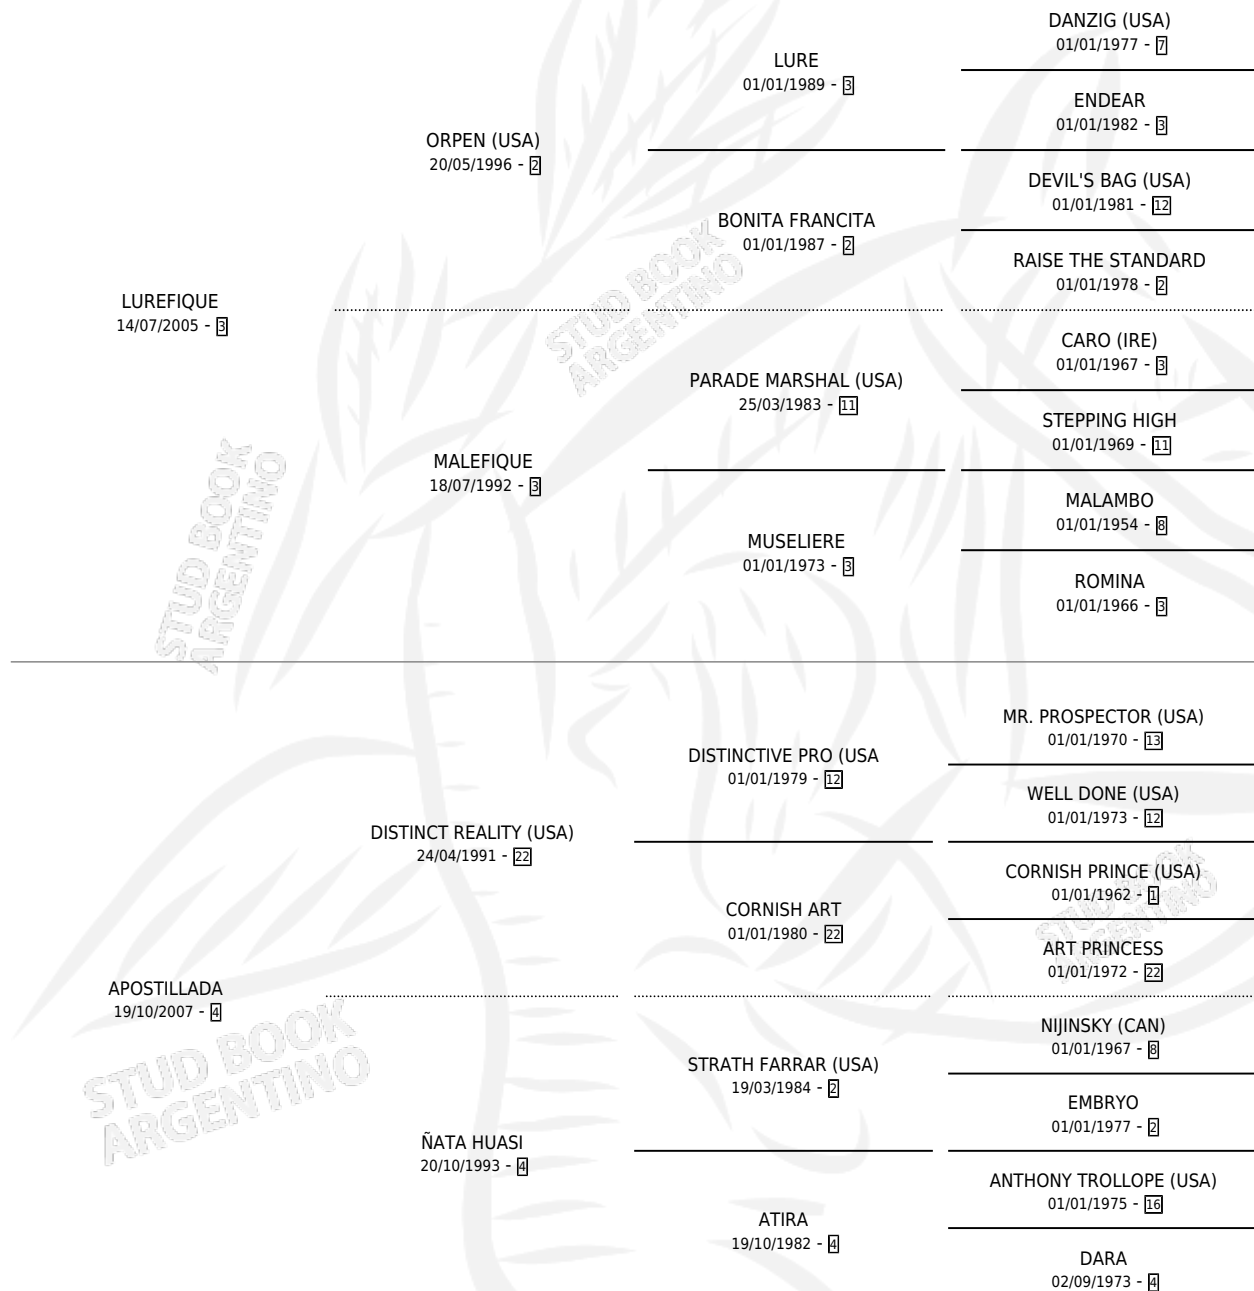 DANZIG (USA)
01/01/1977 - 7
LURE
01/01/1989 - 3
ENDEAR
01/01/1982 - 3
ORPEN (USA)
20/05/1996 - 2
DEVIL'S BAG (USA)
01/01/1981 - 12
BONITA FRANCITA
01/01/1987 - 2
RAISE THE STANDARD
01/01/1978 - 2
LUREFIQUE
14/07/2005 - 3
CARO (IRE)
01/01/1967 - 3
PARADE MARSHAL (USA)
25/03/1983 - 11
STEPPING HIGH
01/01/1969 - 11
MALEFIQUE
18/07/1992 - 3
MALAMBO
01/01/1954 - 8
MUSELIERE
01/01/1973 - 3
ROMINA
01/01/1966 - 3
MR. PROSPECTOR (USA)
01/01/1970 - 13
DISTINCTIVE PRO (USA
01/01/1979 - 12
WELL DONE (USA)
01/01/1973 - 12
DISTINCT REALITY (USA)
24/04/1991 - 22
CORNISH PRINCE (USA)
01/01/1962 - 1
CORNISH ART
01/01/1980 - 22
ART PRINCESS
01/01/1972 - 22
APOSTILLADA
19/10/2007 - 4
NIJINSKY (CAN)
01/01/1967 - 8
STRATH FARRAR (USA)
19/03/1984 - 2
EMBRYO
01/01/1977 - 2
ÑATA HUASI
20/10/1993 - 4
ANTHONY TROLLOPE (USA)
01/01/1975 - 16
ATIRA
19/10/1982 - 4
DARA
02/09/1973 - 4
STUD BOOK
ARGENTINO
STUD BOOK
ARGENTINO
STUD BOOK
ARGENTINO
STUD BOOK
ARGENTINO